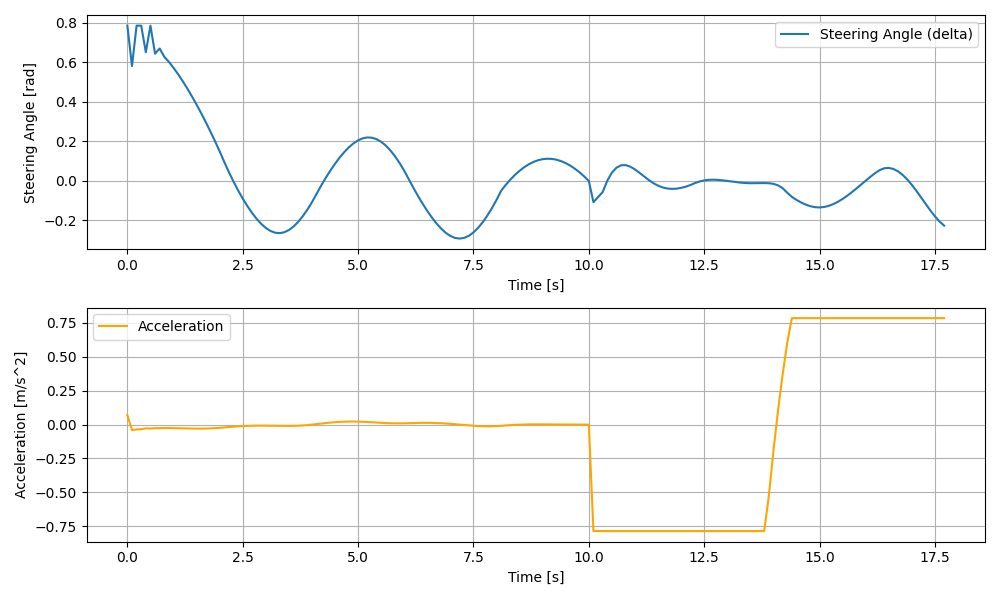 0.8
0.6
0.4
0.2
0.0
−0.2
Steering Angle [rad]
Steering Angle (delta)
0.0 2.5 5.0 7.5 10.0 12.5 15.0 17.5
Time [s]
0.75
0.50
0.25
0.00
−0.25
−0.50
−0.75
Acceleration [m/s^2]
Acceleration
0.0 2.5 5.0 7.5 10.0 12.5 15.0 17.5
Time [s]